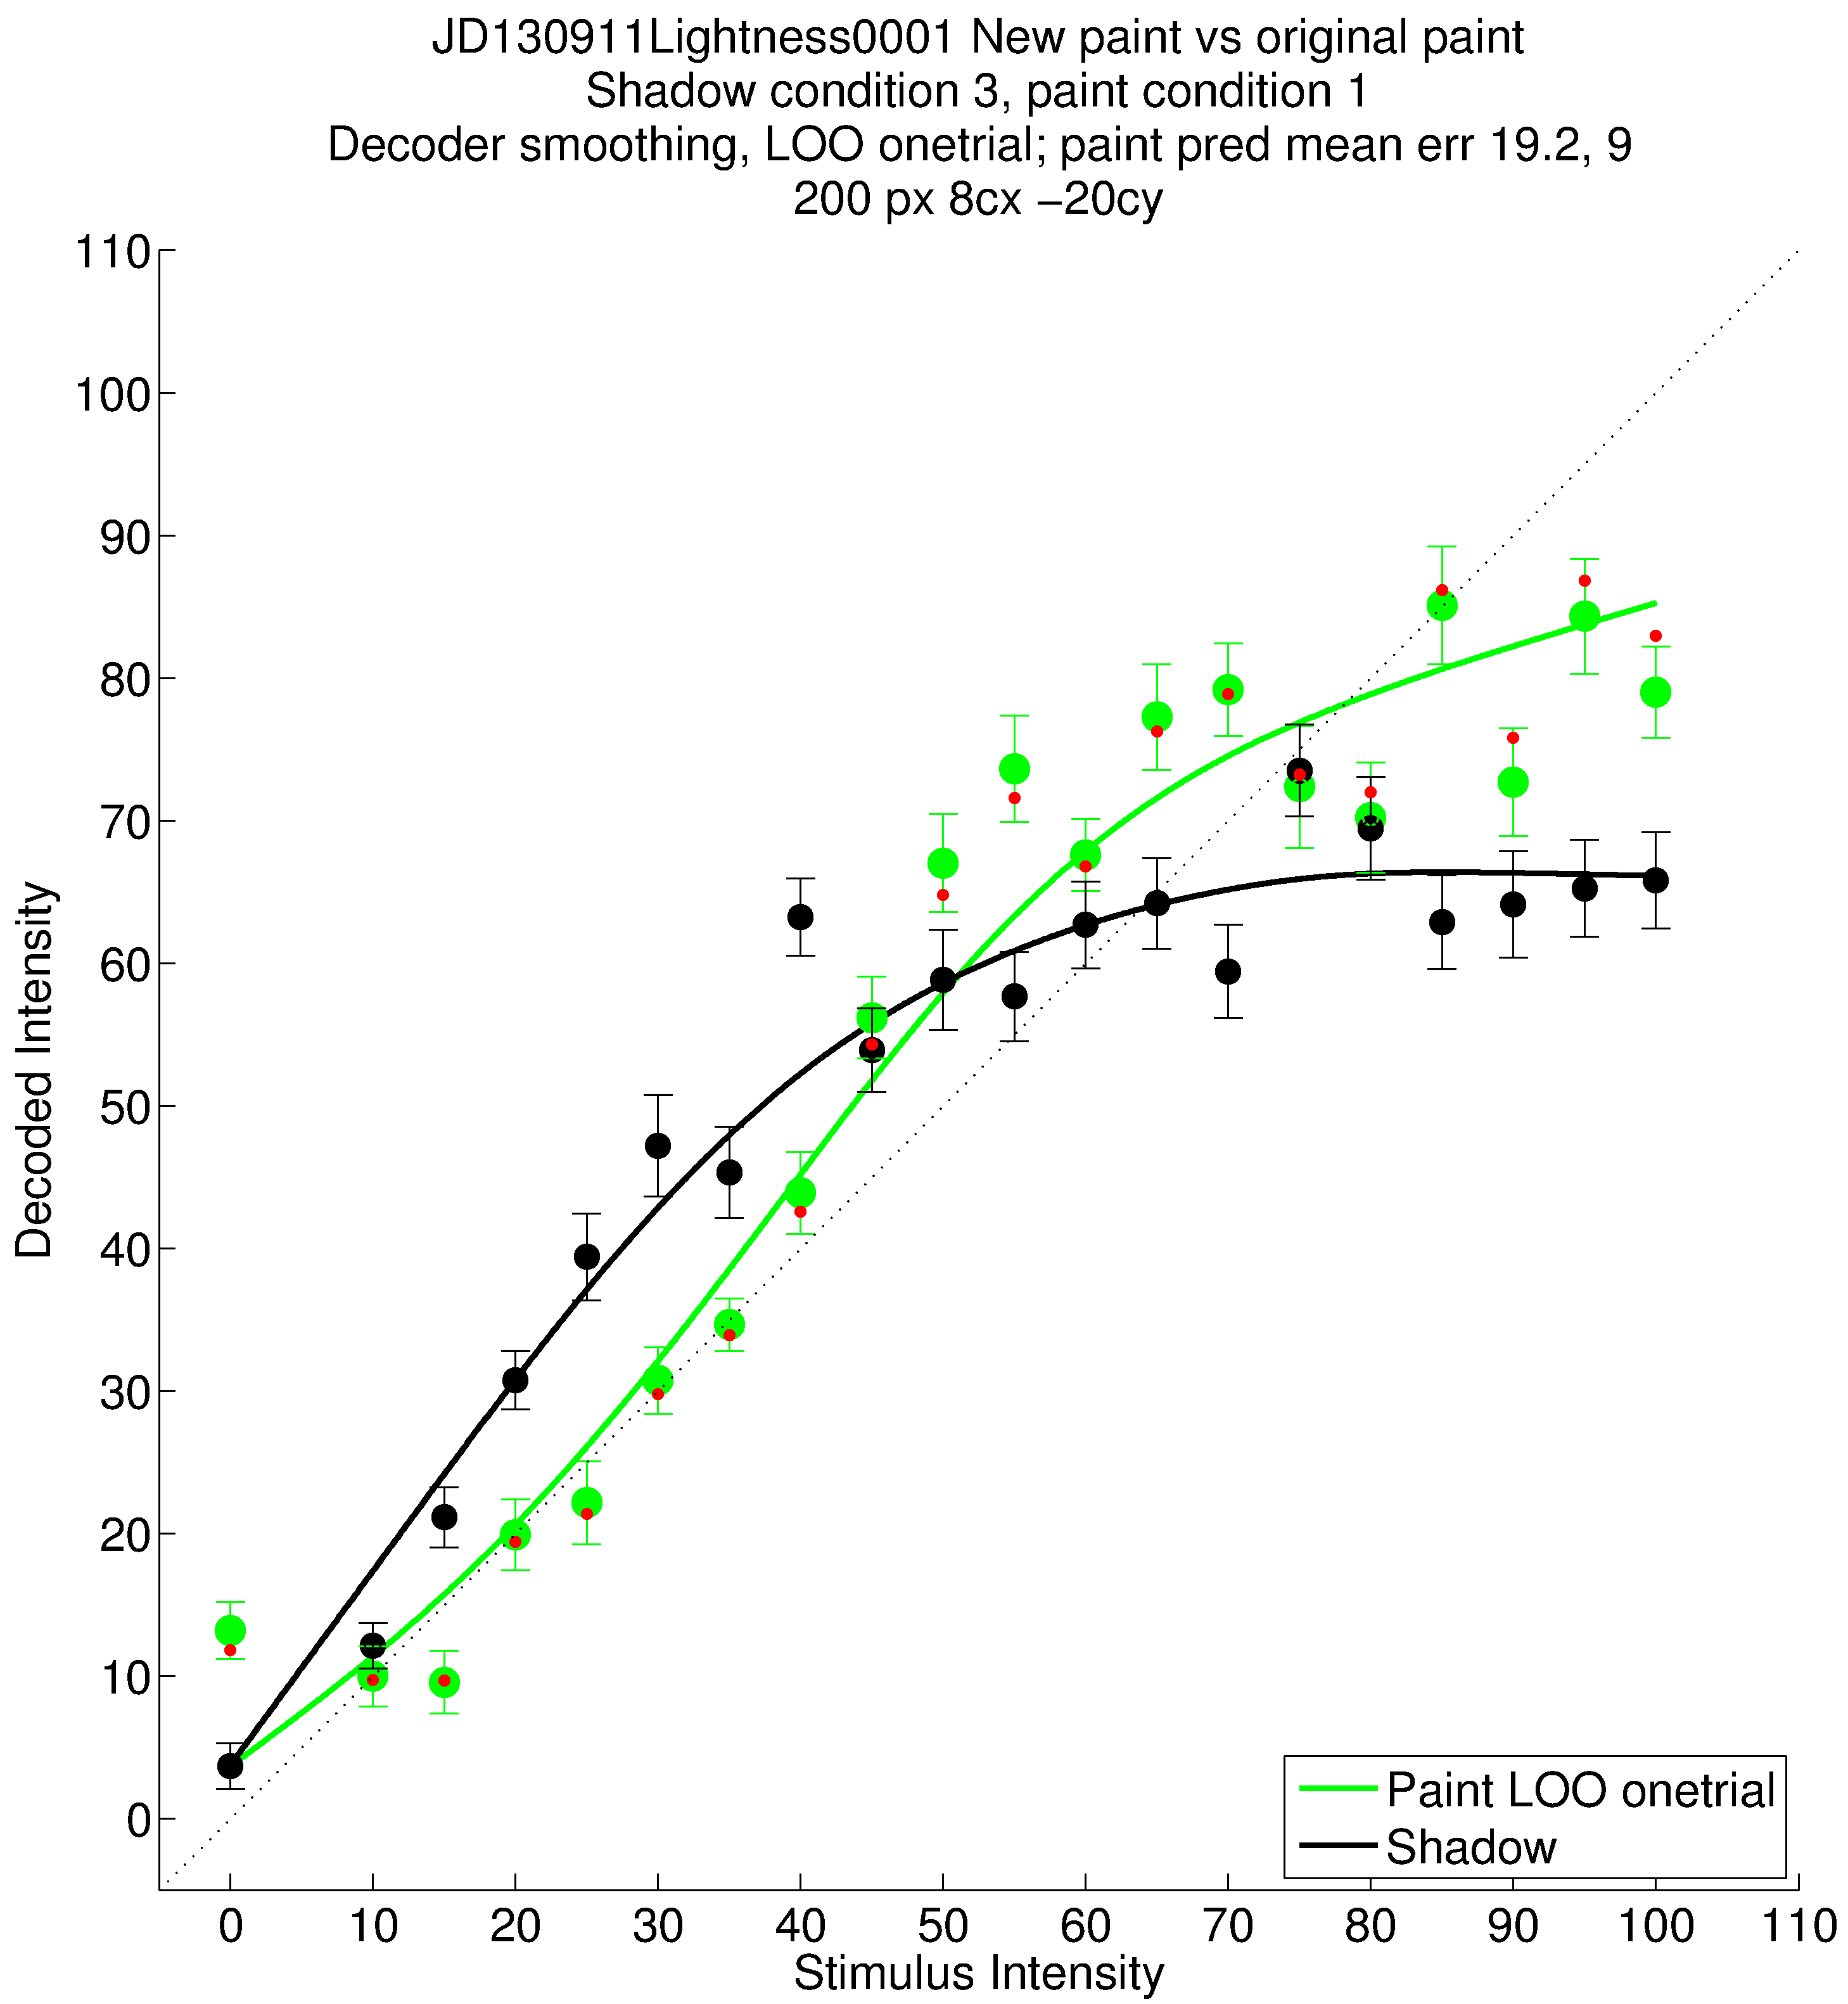 JD130911Lightness0001 New paint vs original paint
Shadow condition 3, paint condition 1
Decoder smoothing, LOO onetrial; paint pred mean err 19.2, 9
200 px 8cx −20cy
110
100
90
80
70
60
50
40
30
20
10
0
Decoded Intensity
Paint LOO onetrial
Shadow
0 10 20 30 40 50 60 70 80 90 100 110
Stimulus Intensity